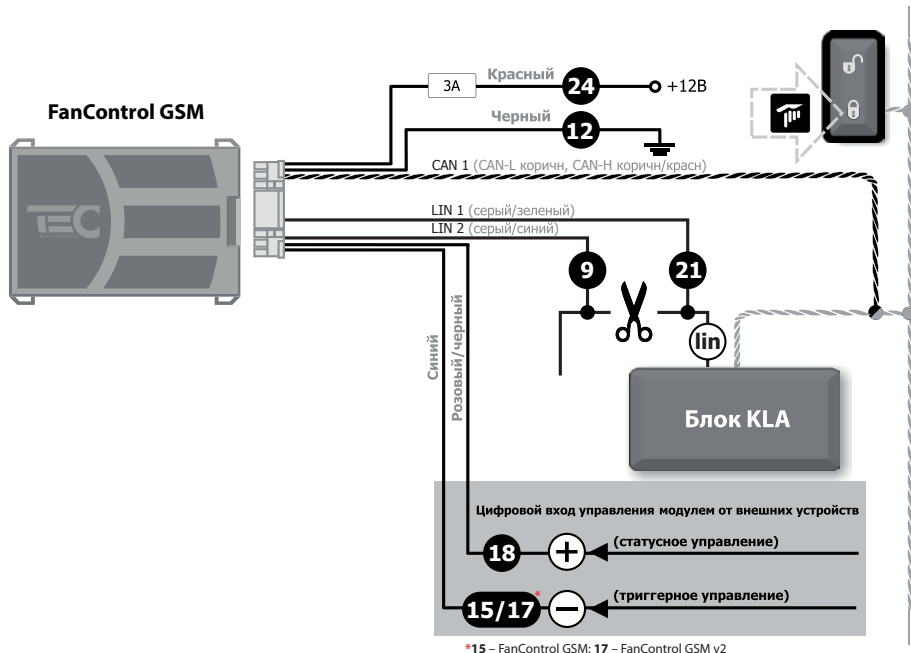 FanControl GSM
TEC
3A
Красный
24
+12В
Черный
12
CAN 1 (CAN-L коричн, CAN-H коричн/красн)
LIN 1 (серый/зеленый)
LIN 2 (серый/синий)
9
21
lin
Синий
Розовый/черный
Блок KLA
Цифровой вход управления модулем от внешних устройств
18
+
(статусное управление)
15/17*
−
(триггерное управление)
*15 – FanControl GSM; 17 – FanControl GSM v2